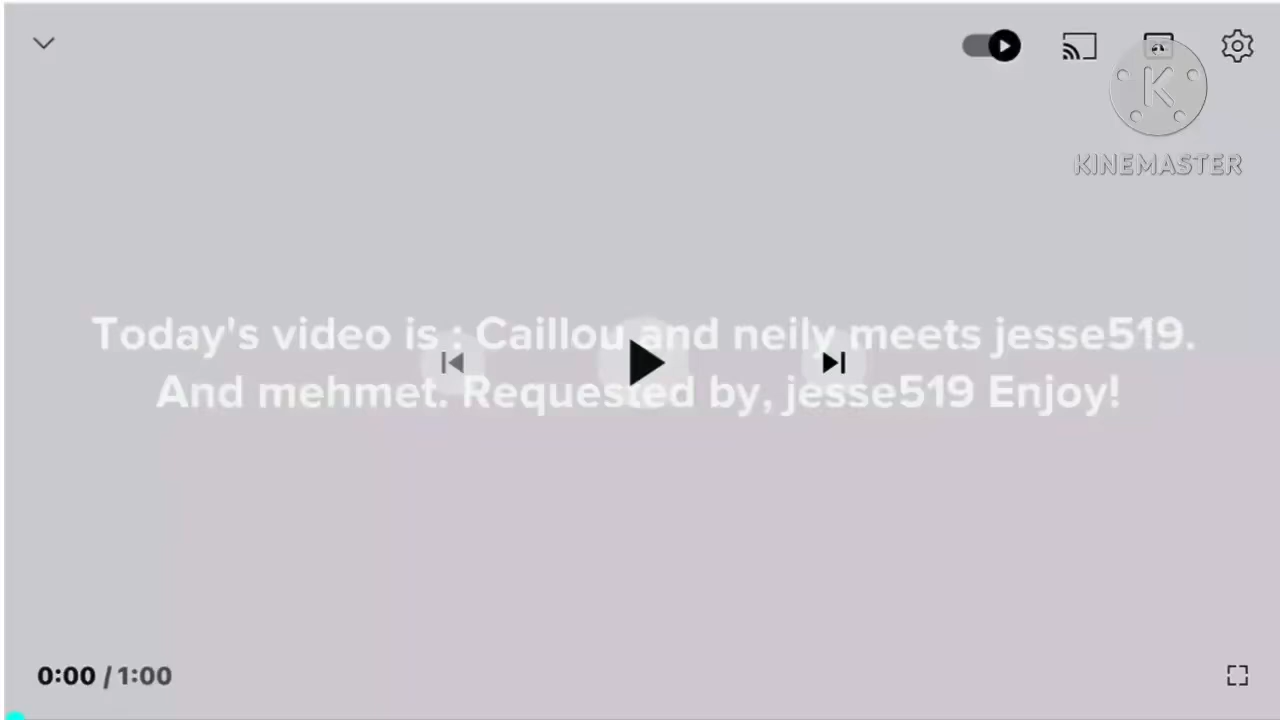 K
KINEMASTER
Today's video is : Caillou and neily meets jesse519.
And mehmet. Requested by, jesse519 Enjoy!
0:00 / 1:00